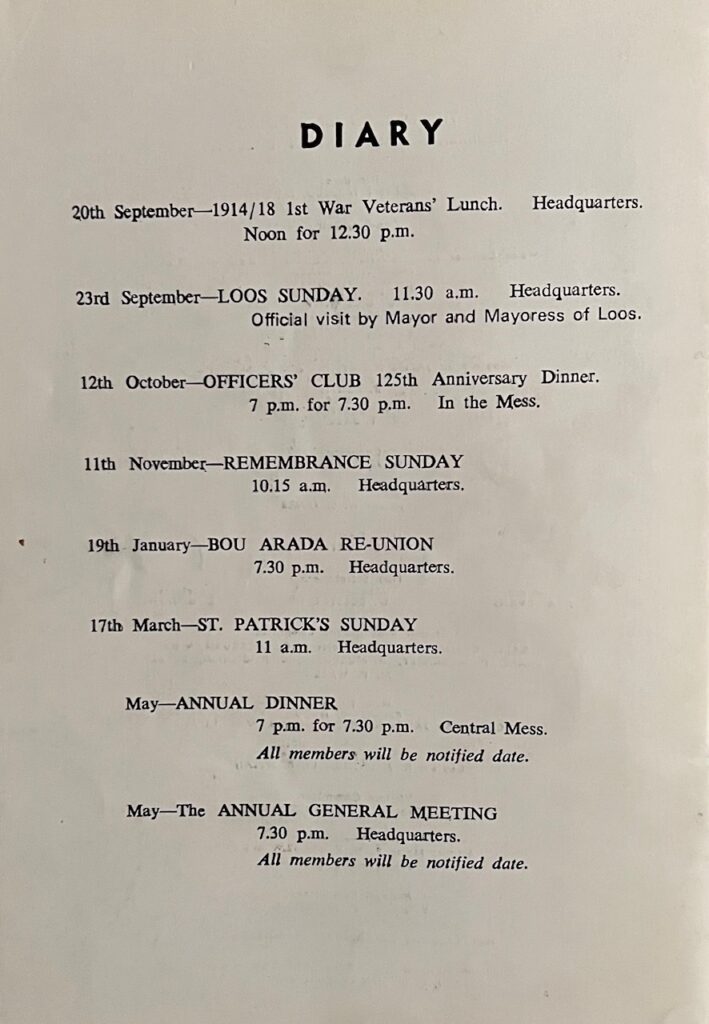 DIARY
20th September—1914/18 1st War Veterans' Lunch. Headquarters.
Noon for 12.30 p.m.
23rd September—LOOS SUNDAY. 11.30 a.m. Headquarters.
Official visit by Mayor and Mayoress of Loos.
12th October—OFFICERS' CLUB 125th Anniversary Dinner.
7 p.m. for 7.30 p.m. In the Mess.
11th November—REMEMBRANCE SUNDAY
10.15 a.m. Headquarters.
19th January—BOU ARADA RE-UNION
7.30 p.m. Headquarters.
17th March—ST. PATRICK'S SUNDAY
11 a.m. Headquarters.
May—ANNUAL DINNER
7 p.m. for 7.30 p.m. Central Mess.
All members will be notified date.
May—The ANNUAL GENERAL MEETING
7.30 p.m. Headquarters.
All members will be notified date.